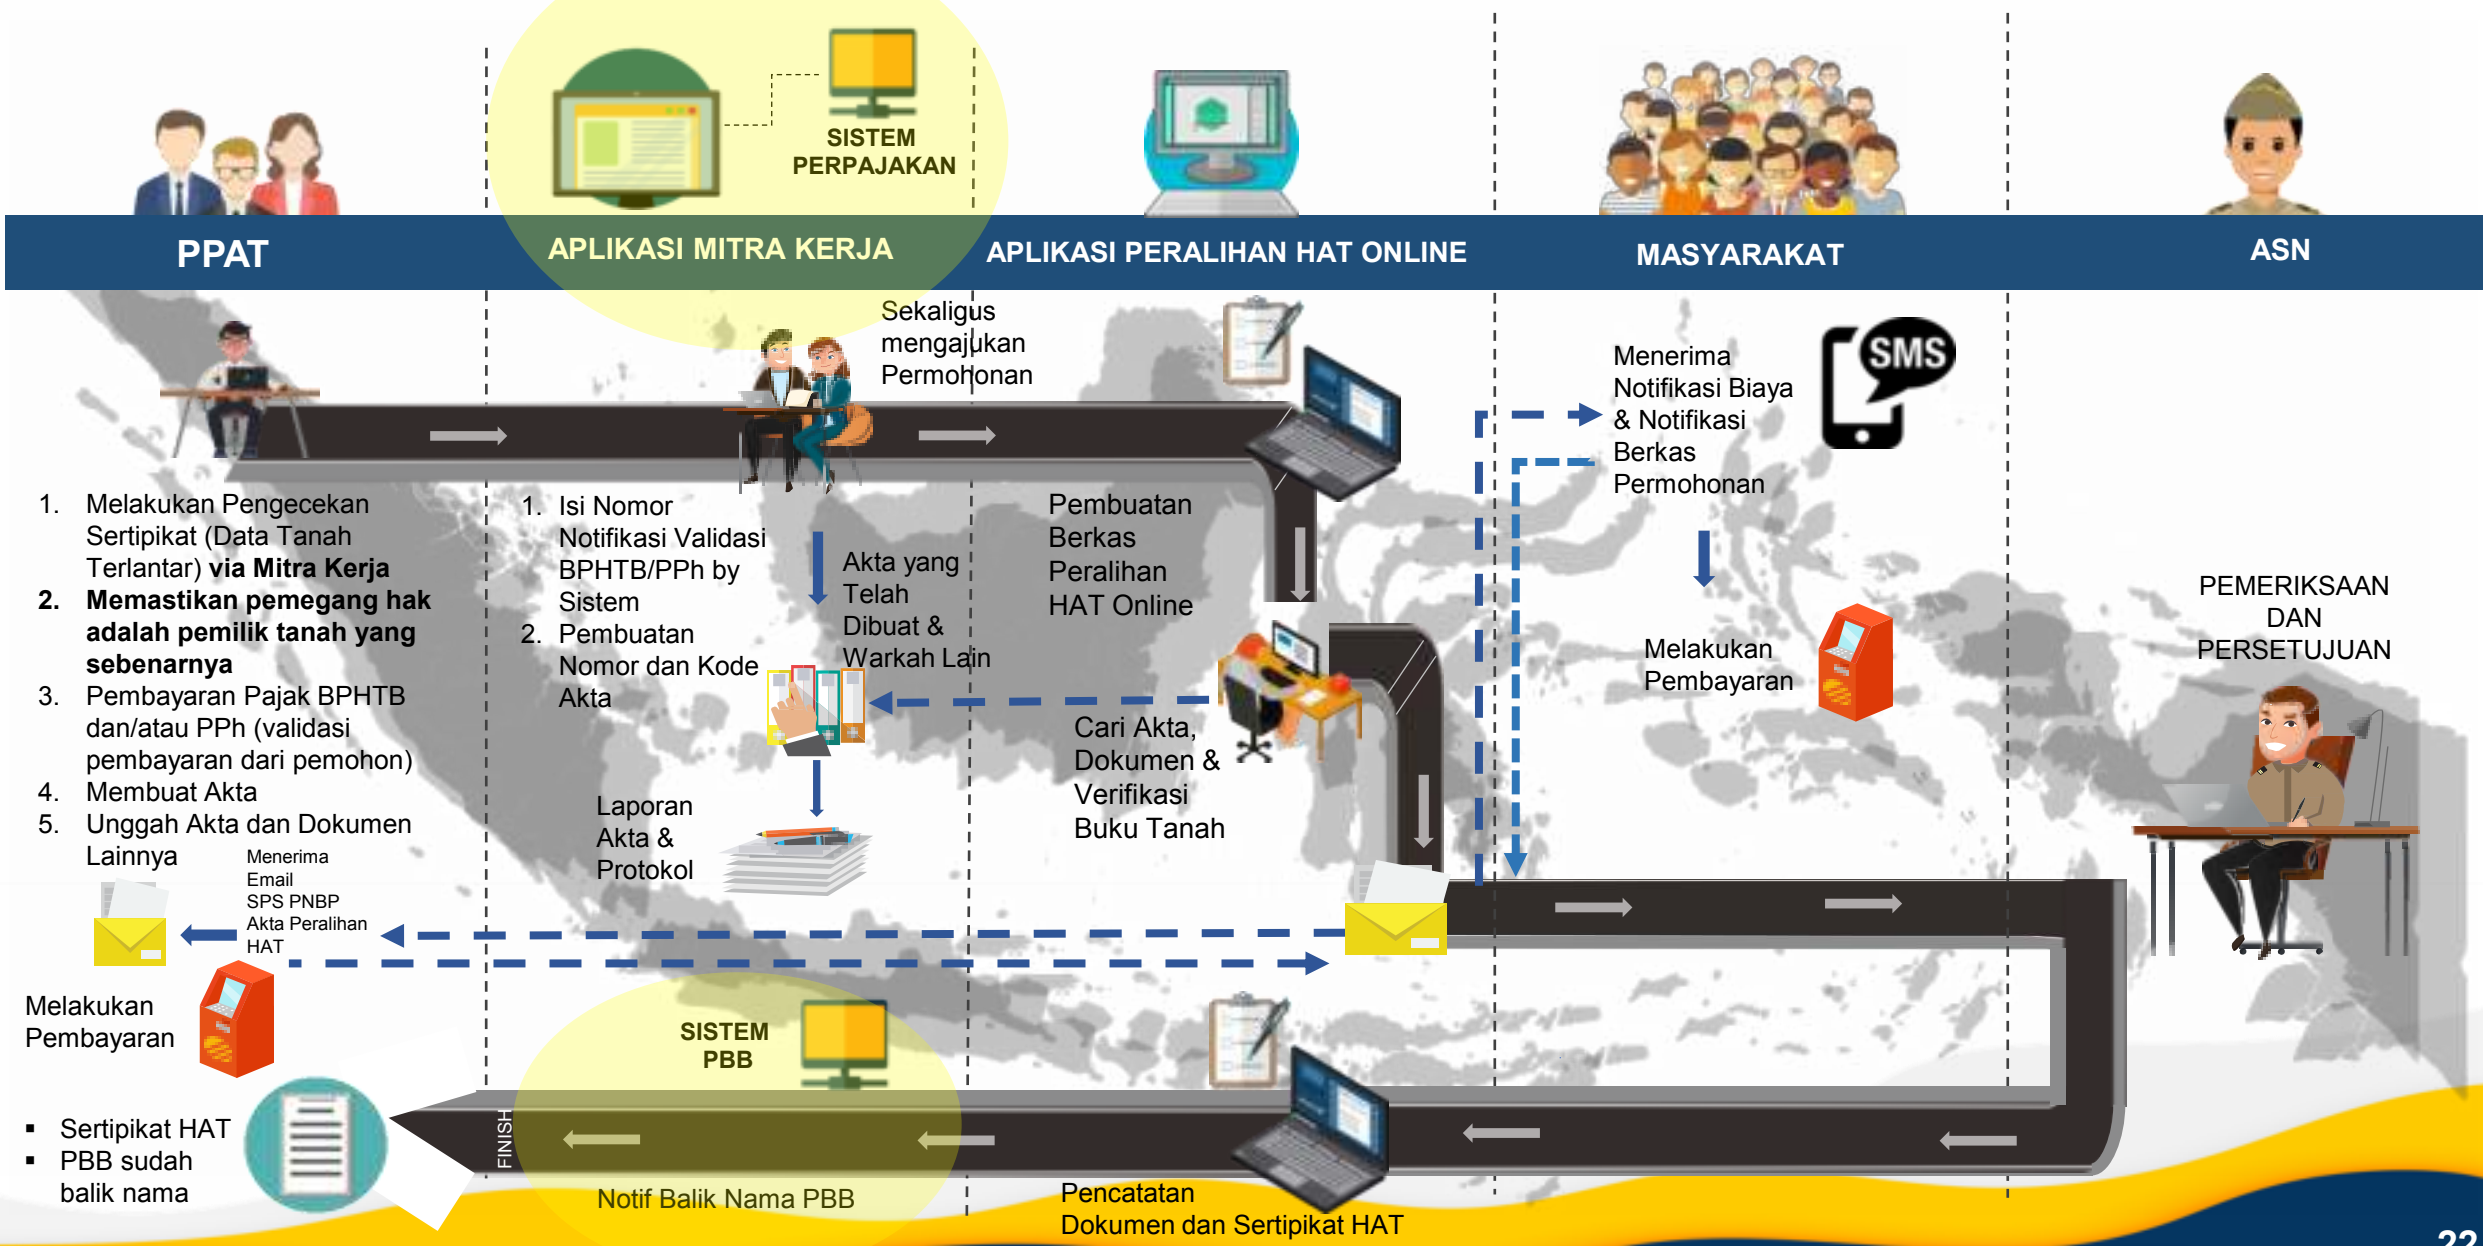 SISTEM
PERPAJAKAN
PPAT
APLIKASI MITRA KERJA
APLIKASI PERALIHAN HAT ONLINE
MASYARAKAT
ASN
1. Melakukan Pengecekan
Sertipikat (Data Tanah
Terlantar) via Mitra Kerja
2. Memastikan pemegang hak
adalah pemilik tanah yang
sebenarnya
3. Pembayaran Pajak BPHTB
dan/atau PPh (validasi
pembayaran dari pemohon)
4. Membuat Akta
5. Unggah Akta dan Dokumen
Lainnya
Menerima
Email
SPS PNBP
Akta Peralihan
HAT
Melakukan
Pembayaran
▪ Sertipikat HAT
▪ PBB sudah
balik nama
Sekaligus
mengajukan
Permohonan
1. Isi Nomor
Notifikasi Validasi
BPHTB/PPh by
Sistem
2. Pembuatan
Nomor dan Kode
Akta
Akta yang
Telah
Dibuat &
Warkah Lain
Laporan
Akta &
Protokol
SISTEM
PBB
FINISH
Notif Balik Nama PBB
Pembuatan
Berkas
Peralihan
HAT Online
Cari Akta,
Dokumen &
Verifikasi
Buku Tanah
Pencatatan
Dokumen dan Sertipikat HAT
Menerima
Notifikasi Biaya
& Notifikasi
Berkas
Permohonan
SMS
Melakukan
Pembayaran
PEMERIKSAAN
DAN
PERSETUJUAN
22